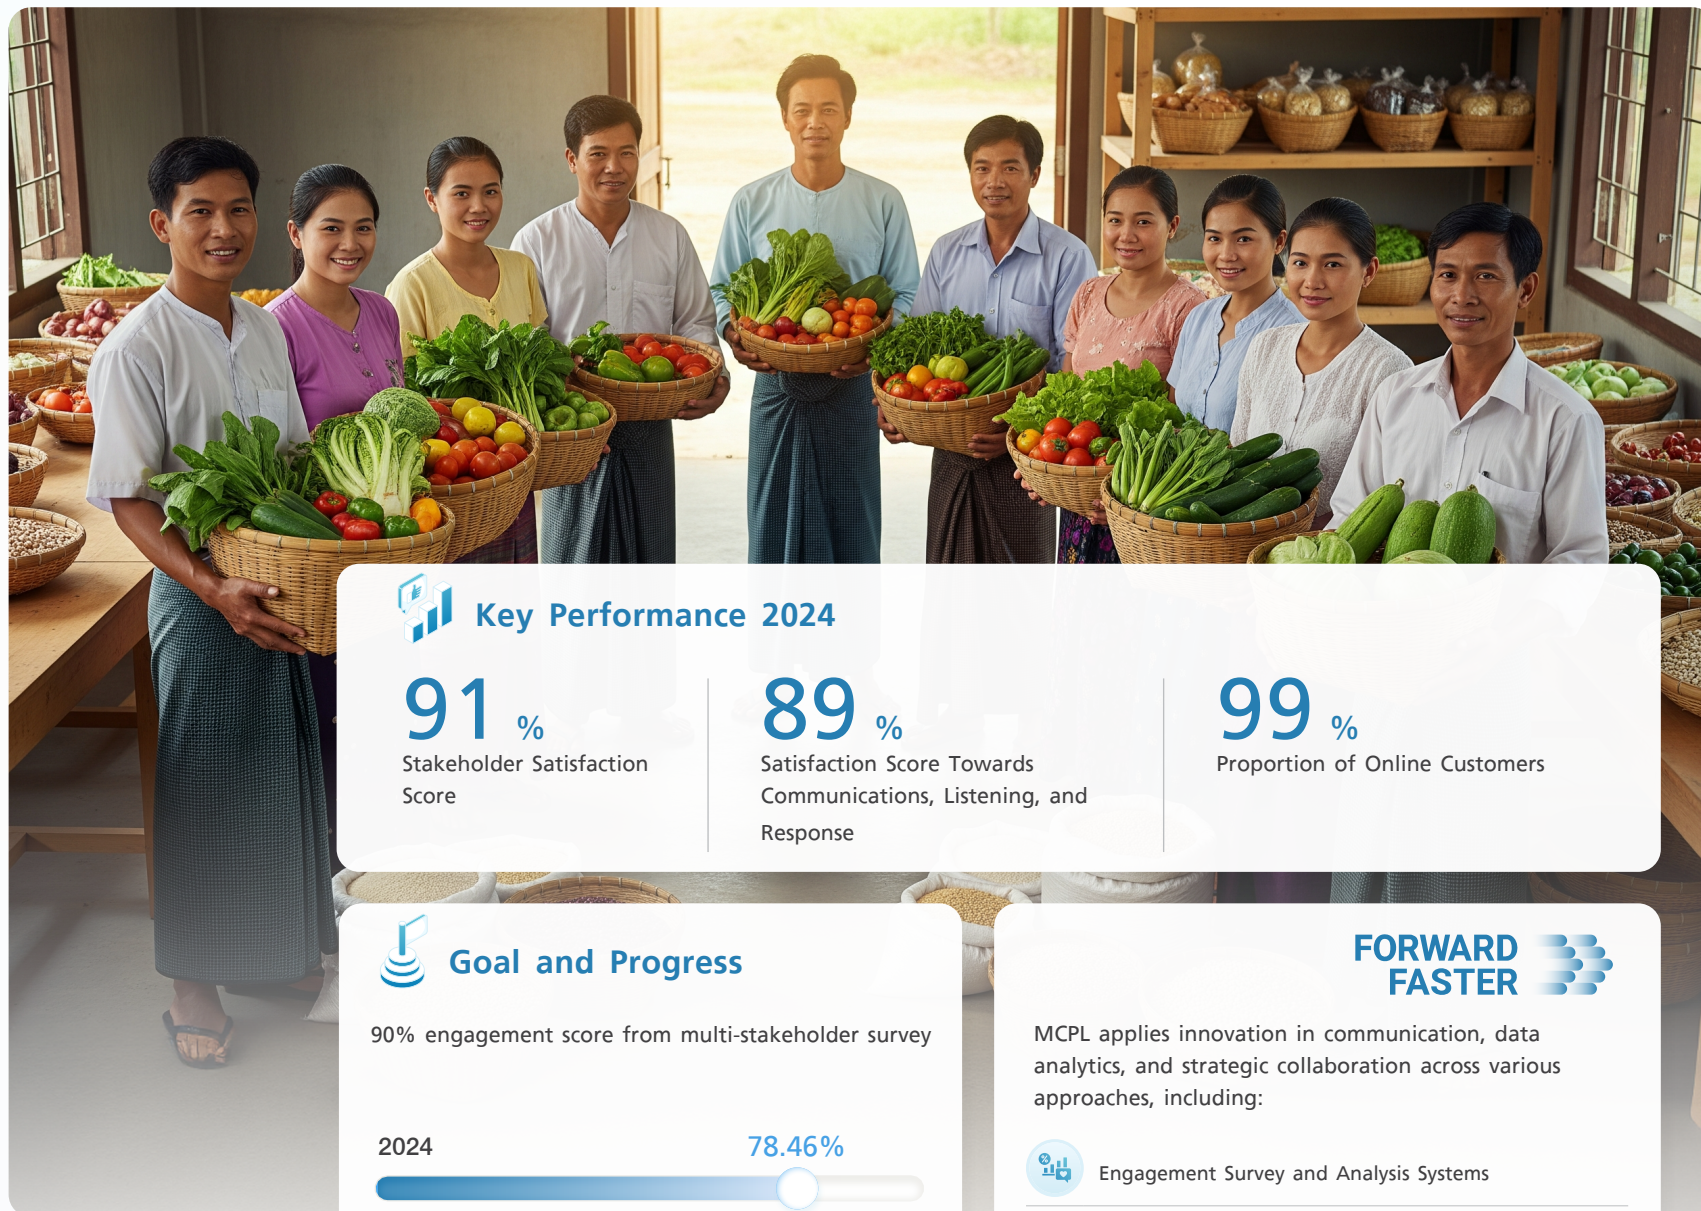 Key Performance 2024
91 %
Stakeholder Satisfaction
Score
89 %
Satisfaction Score Towards
Communications, Listening, and
Response
99 %
Proportion of Online Customers
Goal and Progress
90% engagement score from multi-stakeholder survey
2024
78.46%
FORWARD
FASTER
MCPL applies innovation in communication, data
analytics, and strategic collaboration across various
approaches, including:
Engagement Survey and Analysis Systems